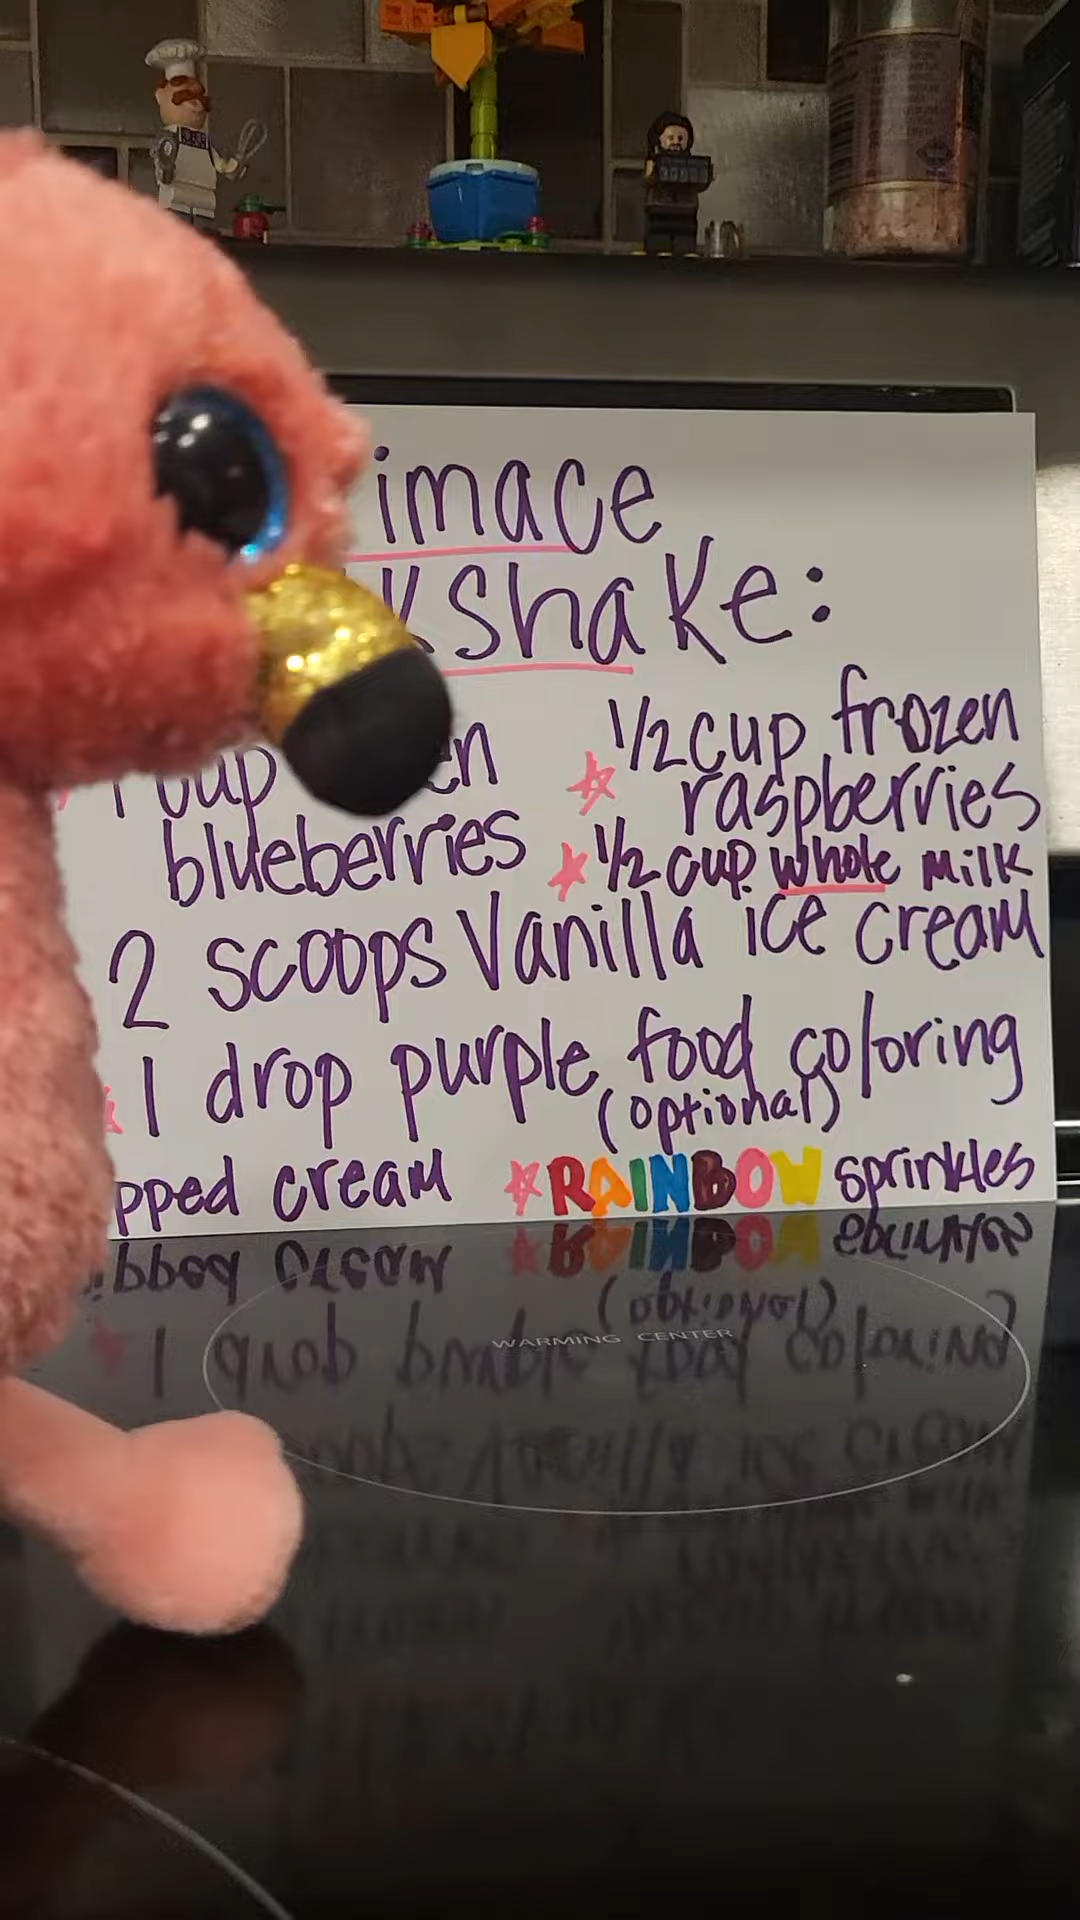 imace
Kshake:
1 cup
blueberries
1/2 cup frozen
raspberries
1/2 cup whole milk
2 scoops Vanilla ice cream
1 drop purple food coloring
(optional)
pped cream
RAINBOW sprinkles
WARMING CENTER